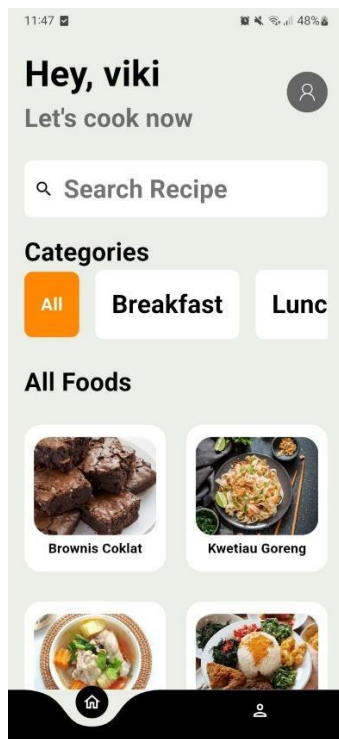 11:47
48%
Hey, viki
Let's cook now
Search Recipe
Categories
All
Breakfast
Lunc
All Foods
Brownis Coklat
Kwetiau Goreng